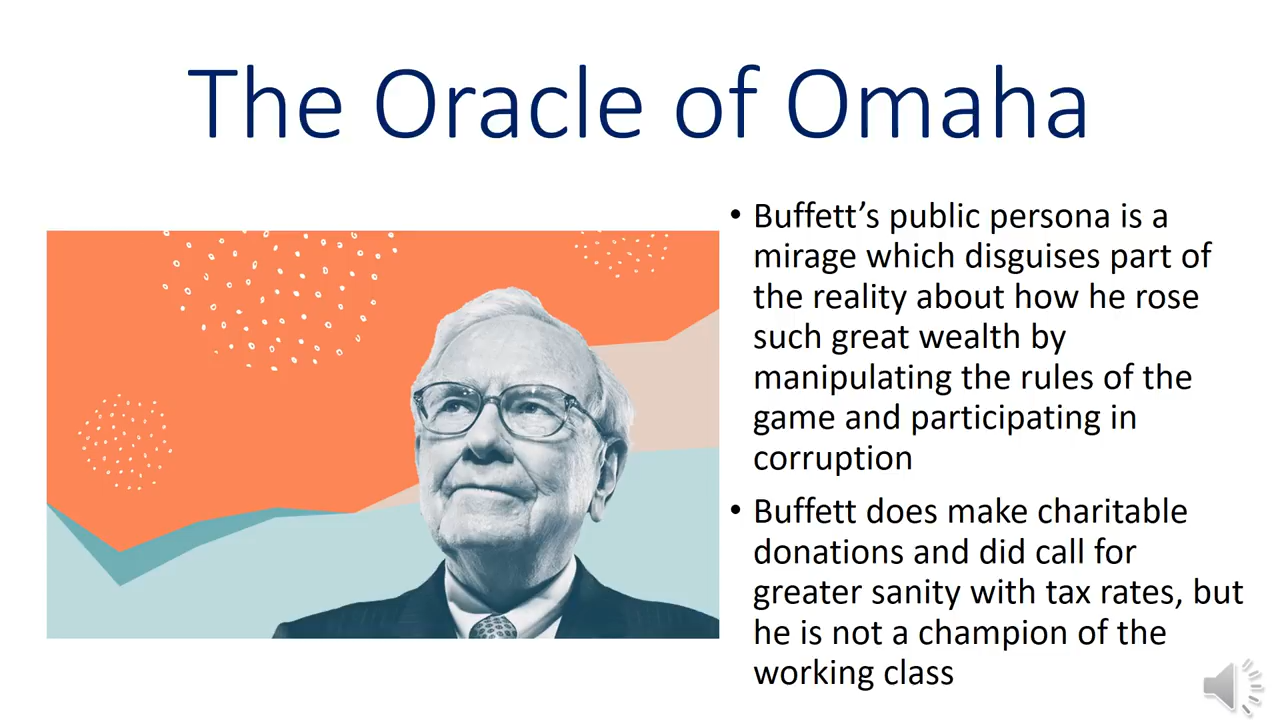 The Oracle of Omaha
• Buffett’s public persona is a
mirage which disguises part of
the reality about how he rose
such great wealth by
manipulating the rules of the
game and participating in
corruption
• Buffett does make charitable
donations and did call for
greater sanity with tax rates, but
he is not a champion of the
working class